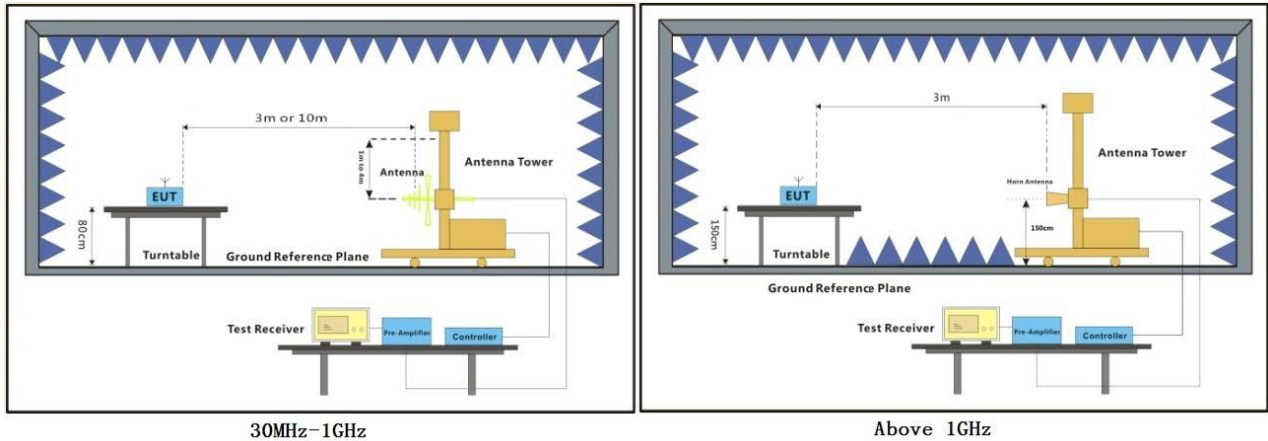 3m or 10m
1m to 4m
Antenna
Antenna Tower
EUT
80cm
Turntable
Ground Reference Plane
Test Receiver
Pre-Amplifier
Controller
30MHz-1GHz
3m
Antenna Tower
Horn Antenna
EUT
150cm
150cm
Turntable
Ground Reference Plane
Test Receiver
Pre-Amplifier
Controller
Above 1GHz